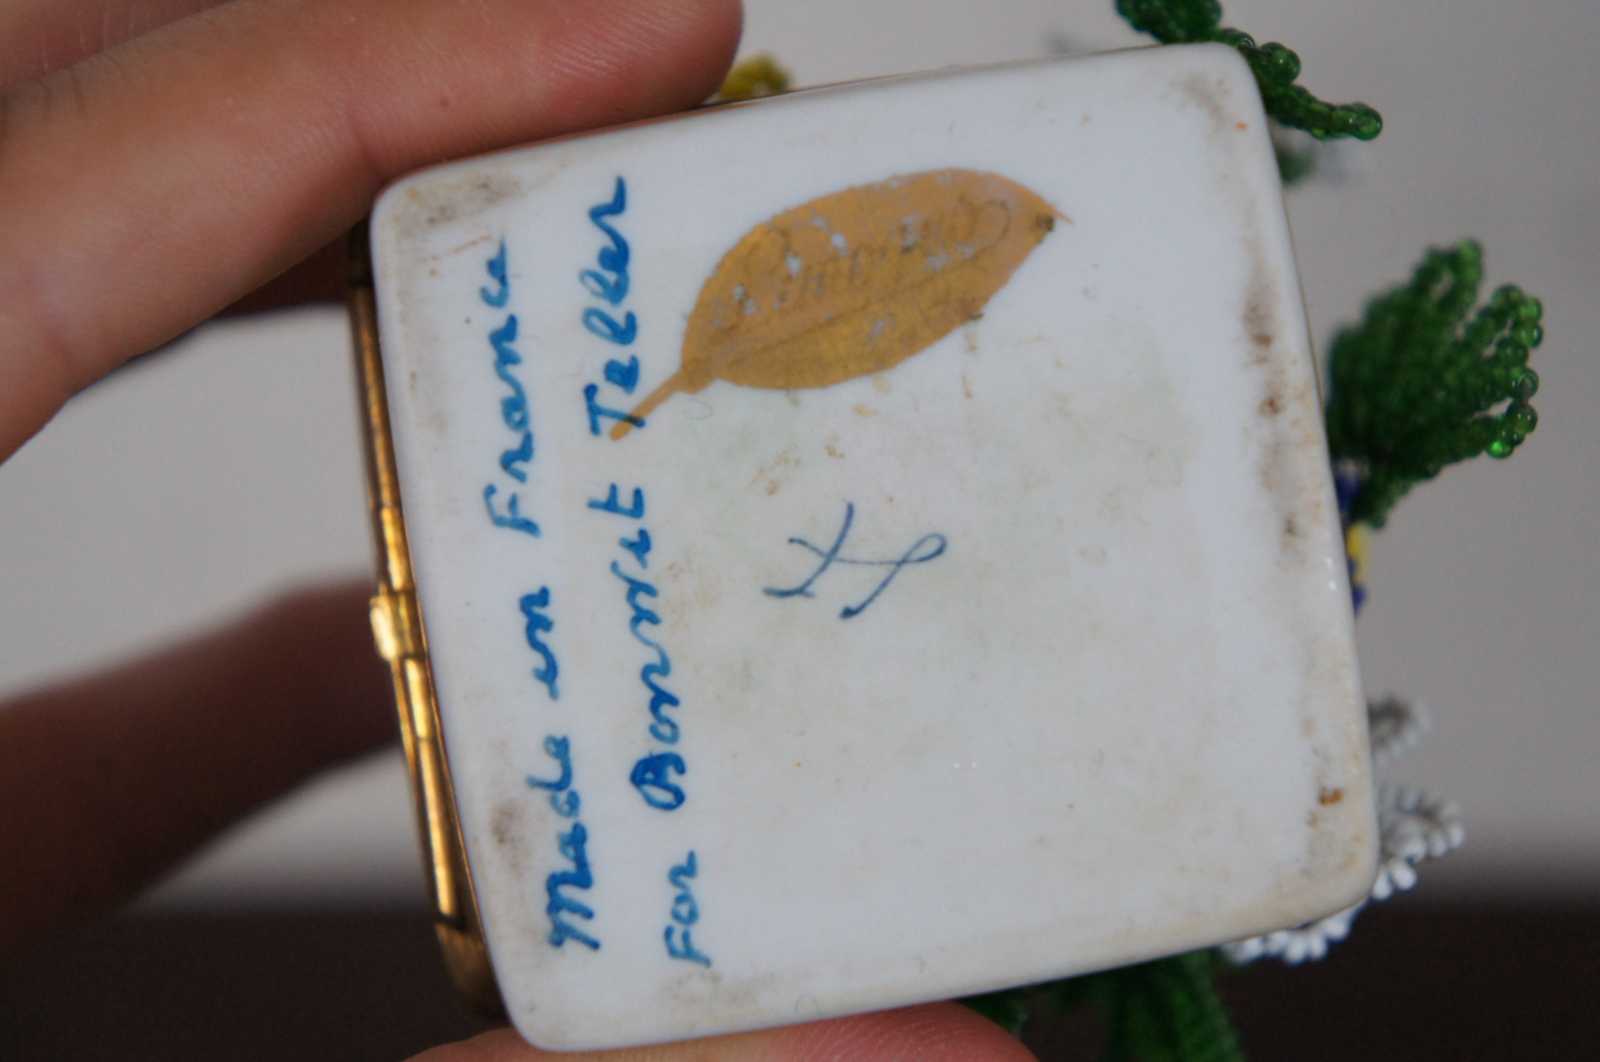 Made in France
For Bonwit Teller